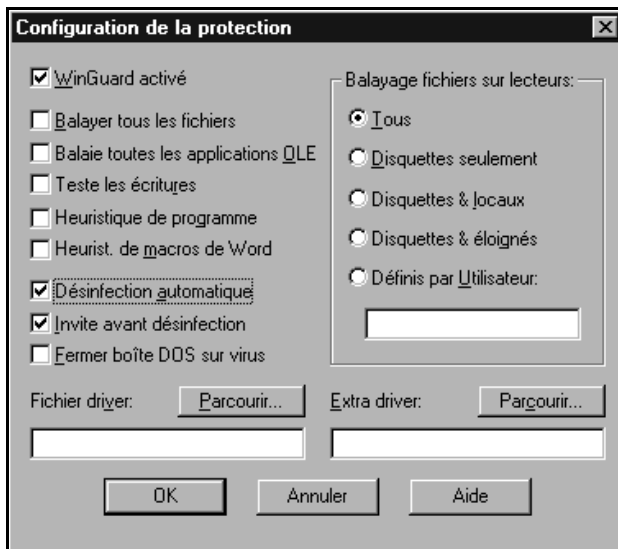 Configuration de la protection
WinGuard activé
Balayer tous les fichiers
Balaie toutes les applications OLE
Teste les écritures
Heuristique de programme
Heurist. de macros de Word
Désinfection automatique
Invite avant désinfection
Fermer boîte DOS sur virus
Balayage fichiers sur lecteurs:
Tous
Disquettes seulement
Disquettes & locaux
Disquettes & éloignés
Définis par Utilisateur:
Fichier driver:
Parcourir...
Extra driver:
Parcourir...
OK
Annuler
Aide